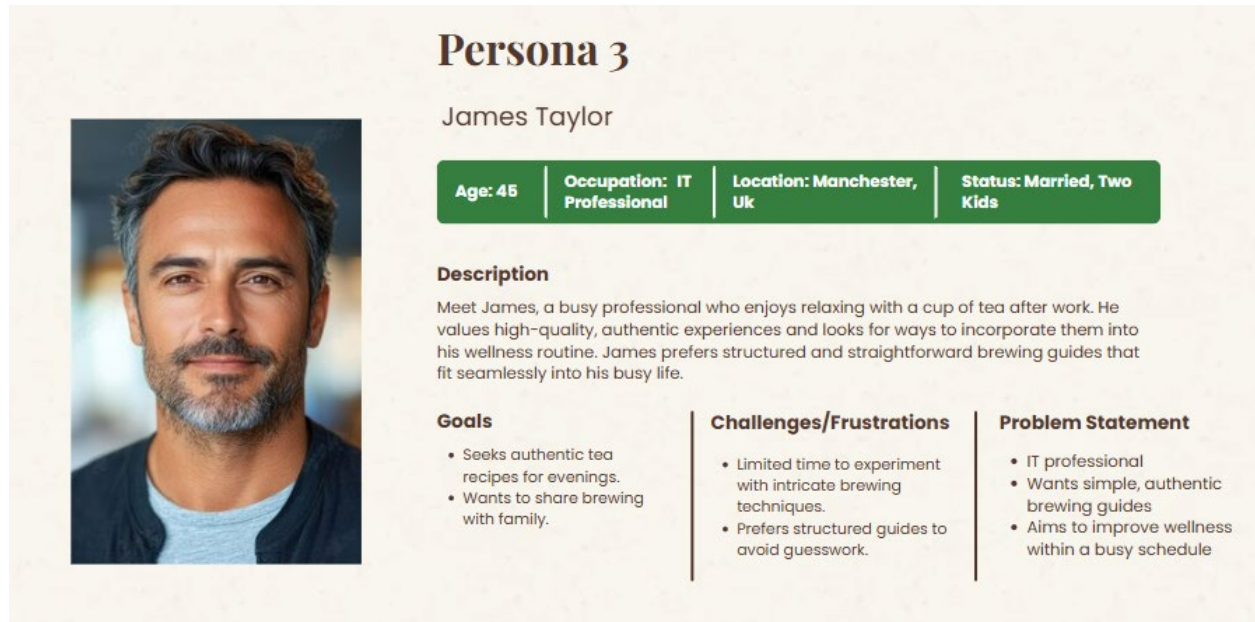 Persona 3
James Taylor
Age: 45
Occupation: IT
Professional
Location: Manchester,
Uk
Status: Married, Two
Kids
Description
Meet James, a busy professional who enjoys relaxing with a cup of tea after work. He
values high-quality, authentic experiences and looks for ways to incorporate them into
his wellness routine. James prefers structured and straightforward brewing guides that
fit seamlessly into his busy life.
Goals
• Seeks authentic tea
recipes for evenings.
• Wants to share brewing
with family.
Challenges/Frustrations
• Limited time to experiment
with intricate brewing
techniques.
• Prefers structured guides to
avoid guesswork.
Problem Statement
• IT professional
• Wants simple, authentic
brewing guides
• Aims to improve wellness
within a busy schedule